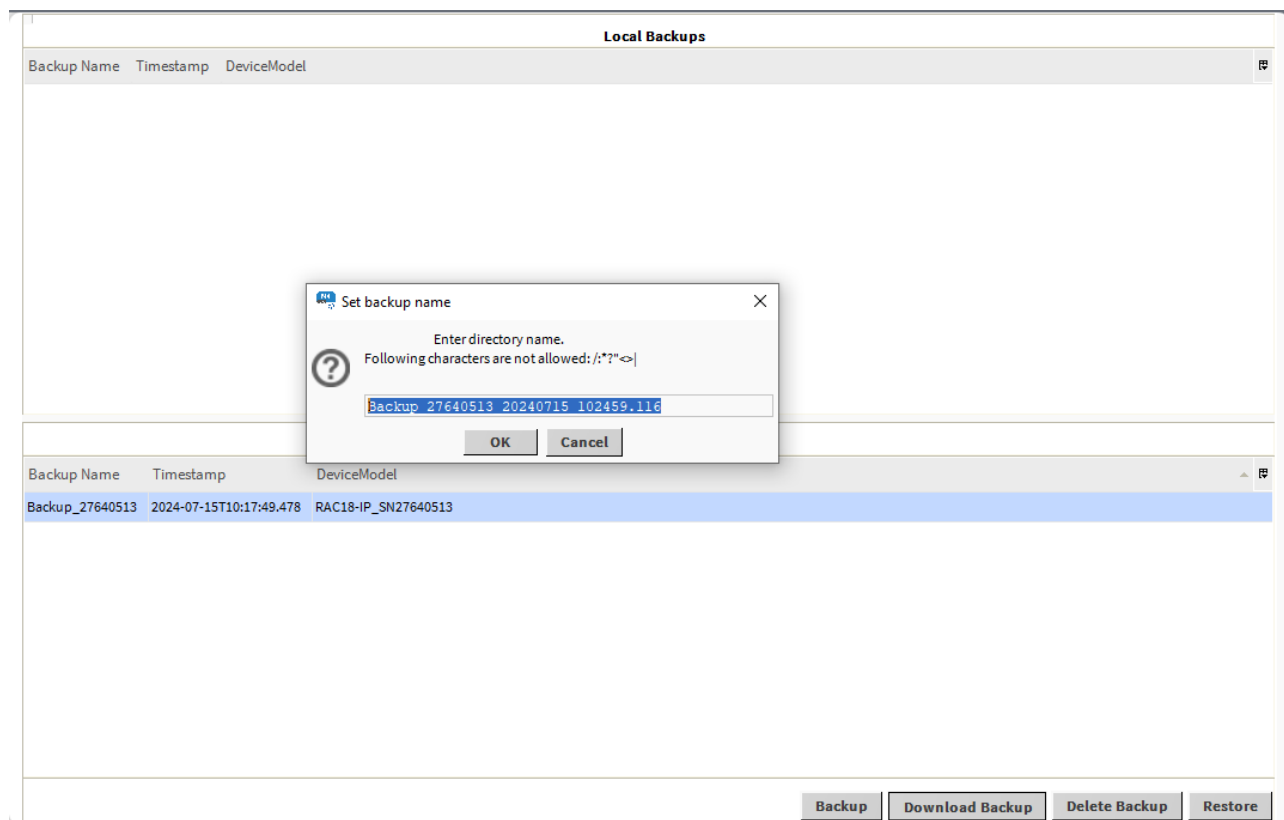 Local Backups
Backup Name Timestamp DeviceModel
N4
Set backup name
Enter directory name.
Following characters are not allowed: /:*?"<>|
Backup_27640513_20240715_102459.116
OK Cancel
Backup Name Timestamp DeviceModel
Backup_27640513 2024-07-15T10:17:49.478 RAC18-IP_SN27640513
Backup Download Backup Delete Backup Restore